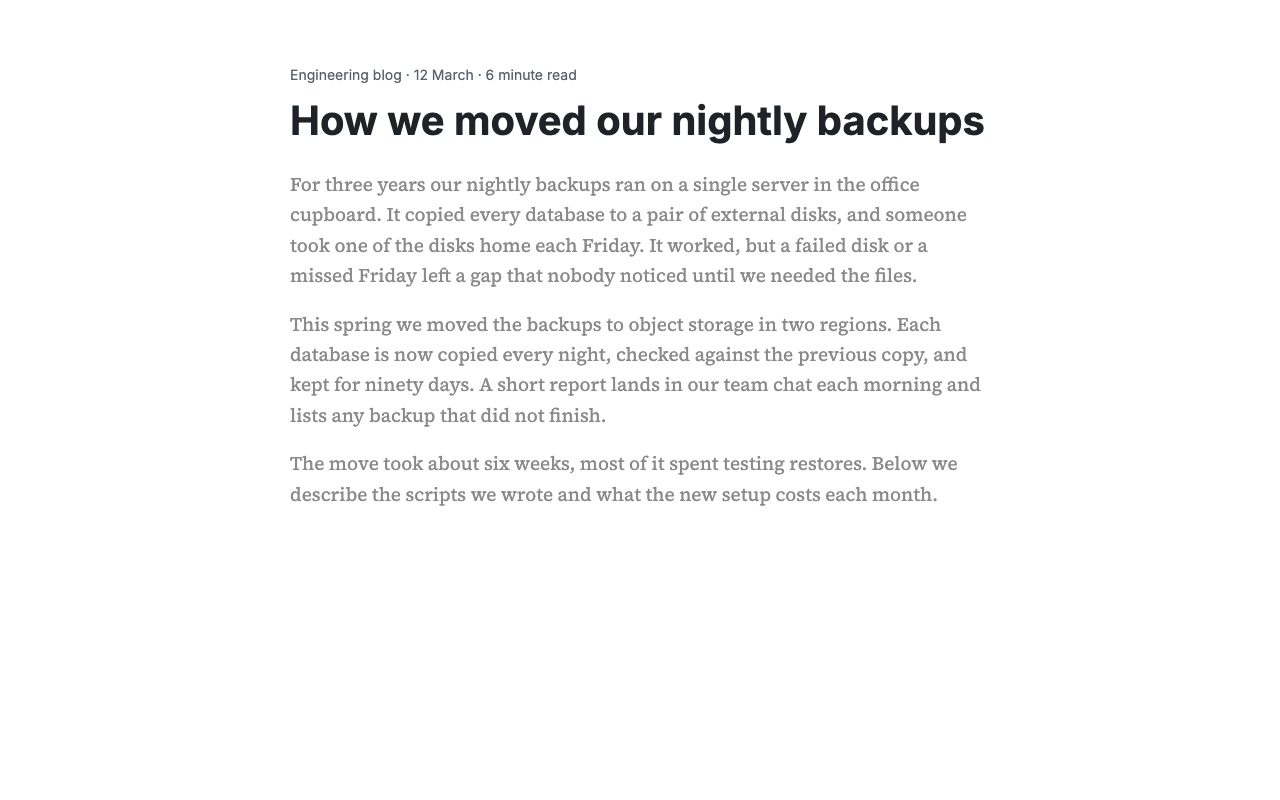 Engineering blog · 12 March · 6 minute read
How we moved our nightly backups
For three years our nightly backups ran on a single server in the office
cupboard. It copied every database to a pair of external disks, and someone
took one of the disks home each Friday. It worked, but a failed disk or a
missed Friday left a gap that nobody noticed until we needed the files.
This spring we moved the backups to object storage in two regions. Each
database is now copied every night, checked against the previous copy, and
kept for ninety days. A short report lands in our team chat each morning and
lists any backup that did not finish.
The move took about six weeks, most of it spent testing restores. Below we
describe the scripts we wrote and what the new setup costs each month.